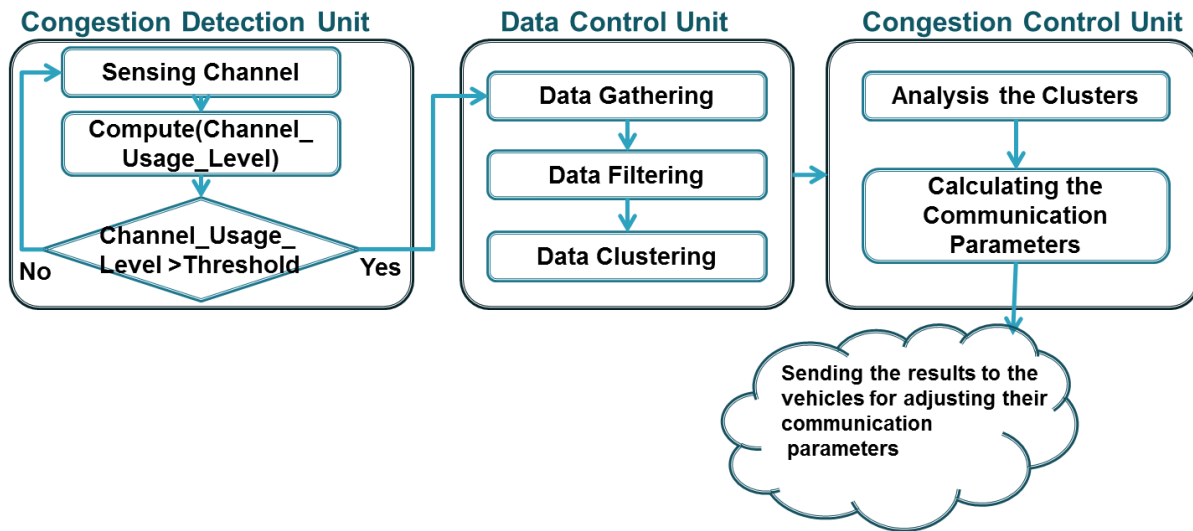 Congestion Detection Unit
Sensing Channel
Compute(Channel_
Usage_Level)
Channel_Usage_
Level >Threshold
No
Yes
Data Control Unit
Data Gathering
Data Filtering
Data Clustering
Congestion Control Unit
Analysis the Clusters
Calculating the
Communication
Parameters
Sending the results to the
vehicles for adjusting their
communication
parameters